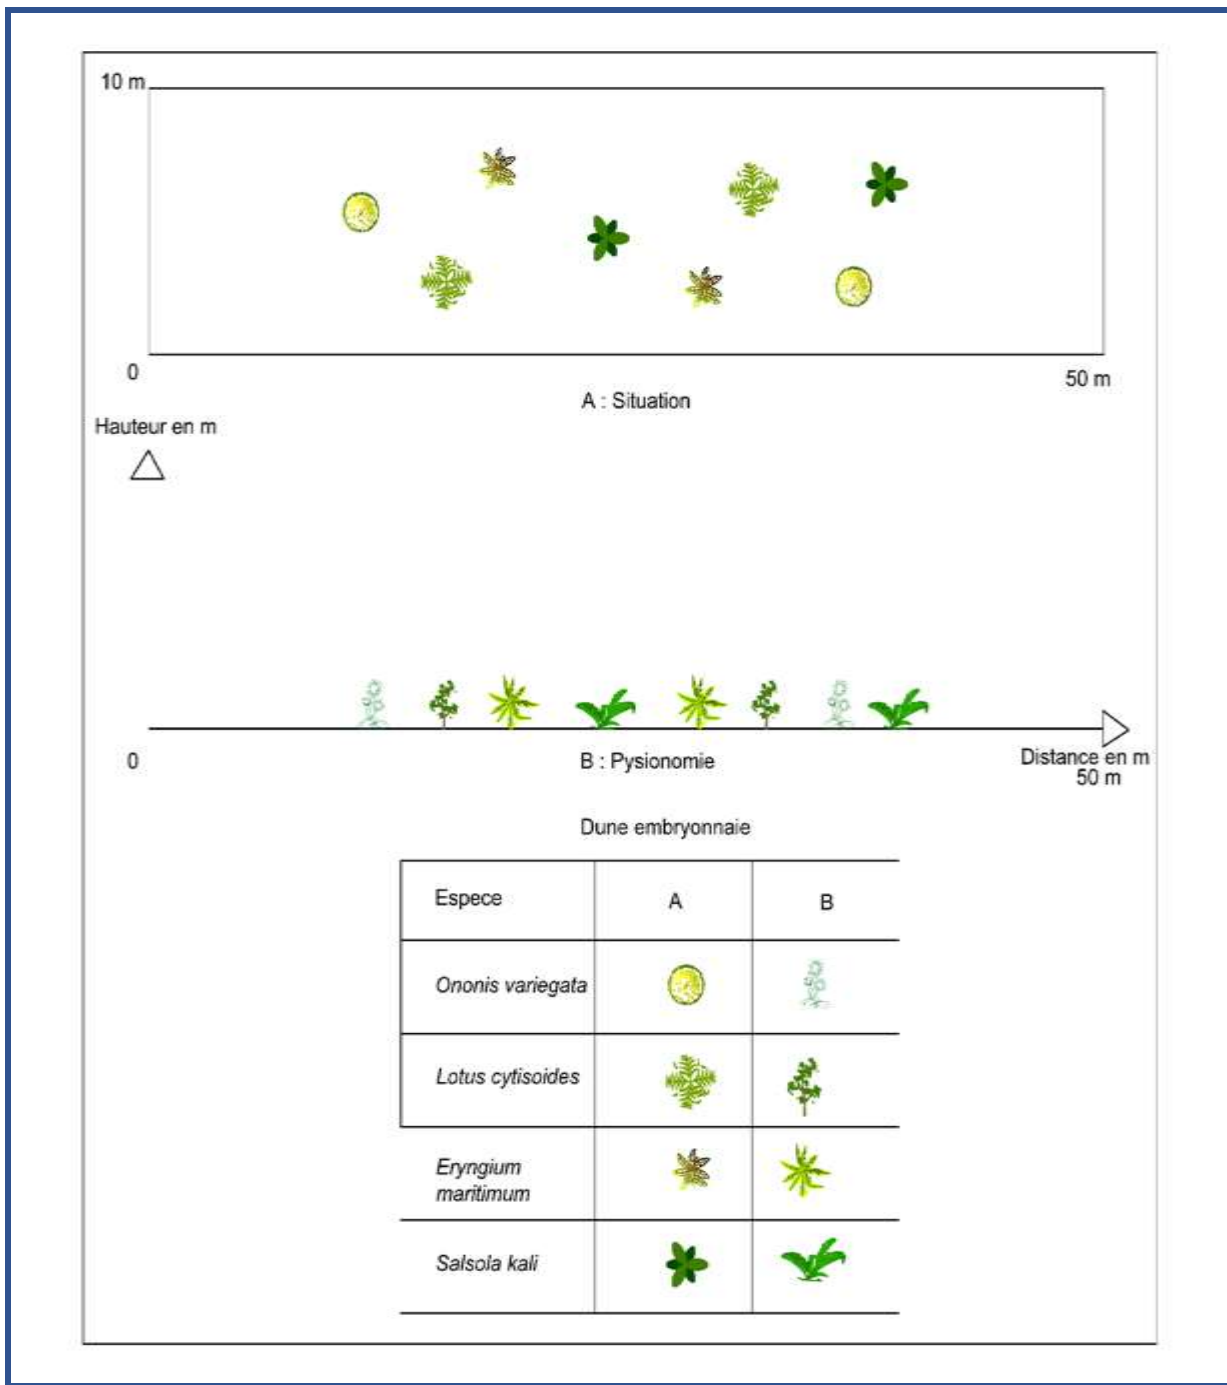 10 m
0
50 m
A : Situation
Hauteur en m
0
B : Pysionomie
Distance en m
50 m
Dune embryonnaie
Espece A B
Ononis variegata
Lotus cytisoides
Eryngium
maritimum
Salsola kali